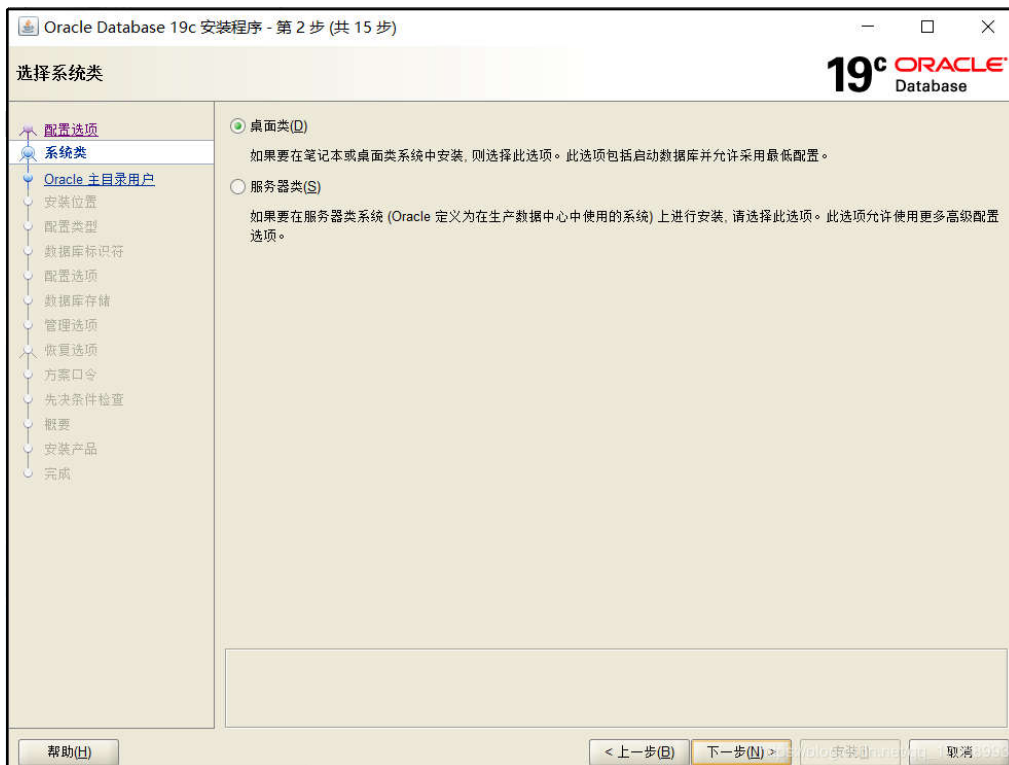 Oracle Database 19c 安装程序 - 第 2 步 (共 15 步)
选择系统类
19c ORACLE
Database
配置选项
系统类
Oracle 主目录用户
安装位置
配置类型
数据库标识符
配置选项
数据库存储
管理选项
恢复选项
方案口令
先决条件检查
概要
安装产品
完成
桌面类(D)
如果要在笔记本或桌面类系统中安装, 则选择此选项。此选项包括启动数据库并允许采用最低配置。
服务器类(S)
如果要在服务器类系统 (Oracle 定义为在生产数据中心中使用的系统) 上进行安装, 请选择此选项。此选项允许使用更多高级配置
选项。
帮助(H)
< 上一步(B)
下一步(N) >
安装(I)
取消